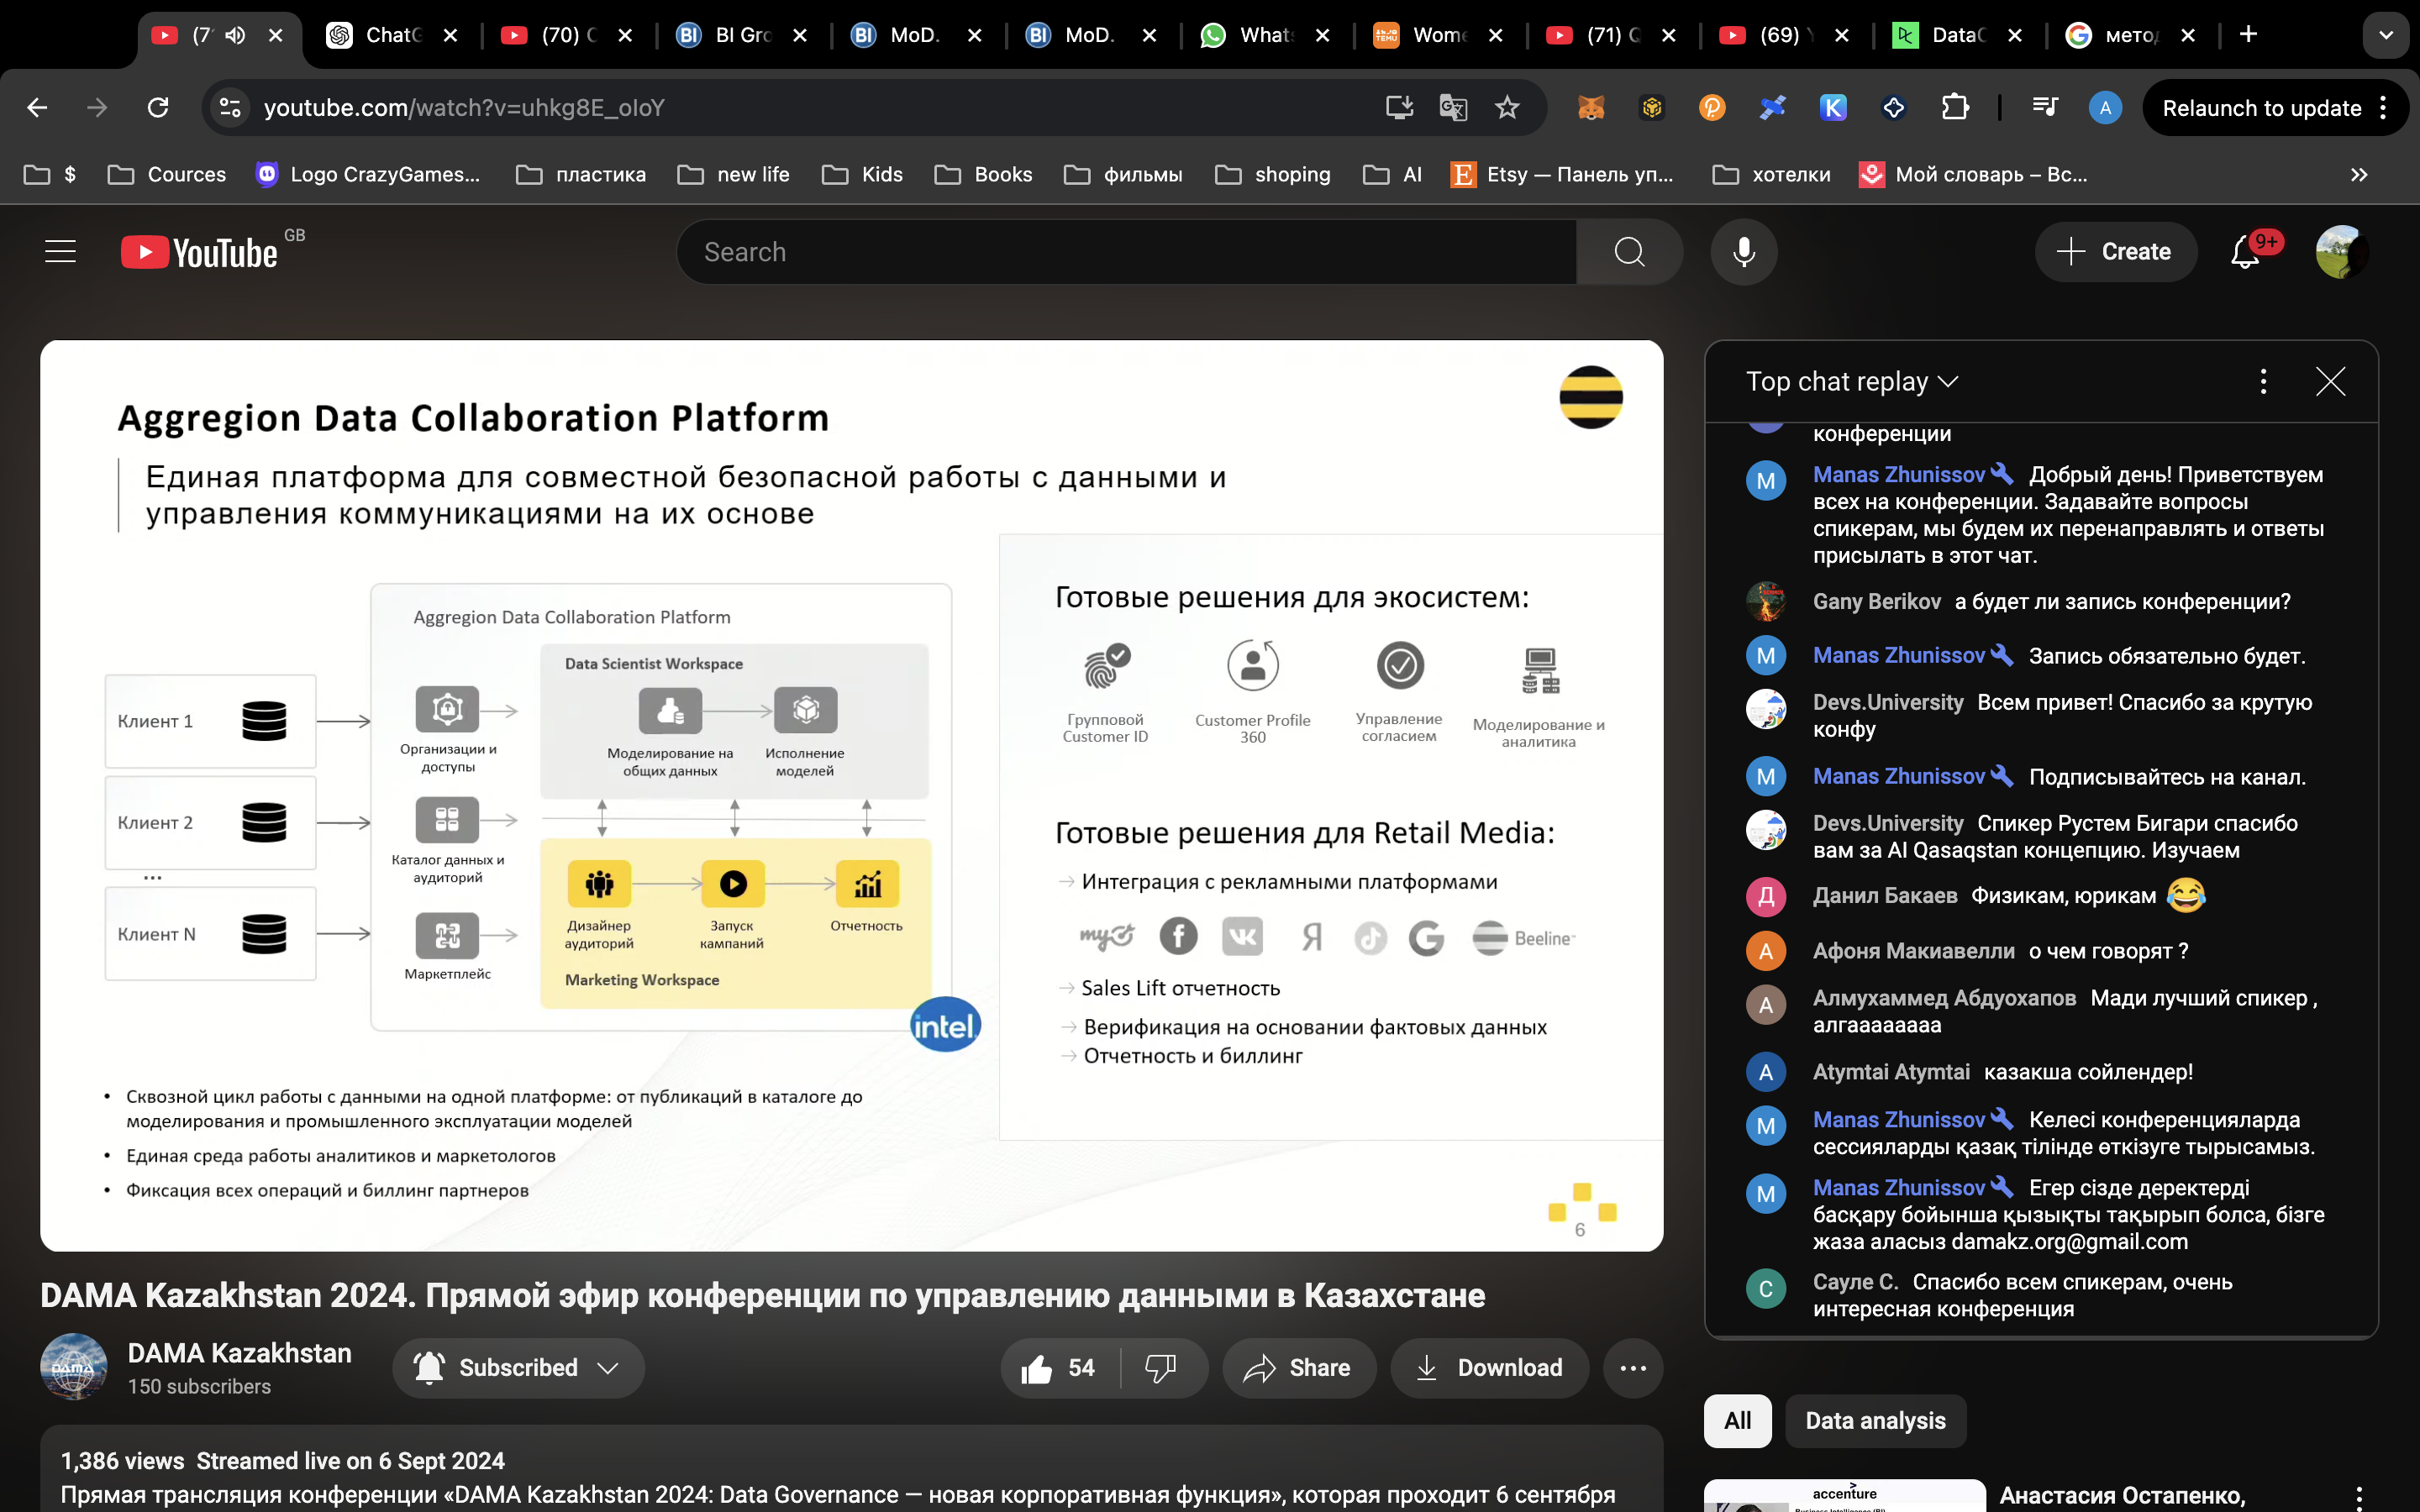 (7
ChatG
(70) C
BI Gro
MoD.
MoD.
Whats
Wome
(71) Q
(69) Y
DataC
метод
youtube.com/watch?v=uhkg8E_oIoY
Relaunch to update
$
Cources
Logo CrazyGames...
пластика
new life
Kids
Books
фильмы
shoping
AI
Etsy — Панель уп...
хотелки
Мой словарь – Вс...
YouTube GB
Search
Create
9+
Aggregion Data Collaboration Platform
Единая платформа для совместной безопасной работы с данными и
управления коммуникациями на их основе
Клиент 1
Клиент 2
...
Клиент N
Aggregion Data Collaboration Platform
Организации и
доступы
Каталог данных и
аудиторий
Маркетплейс
Data Scientist Workspace
Моделирование на
общих данных
Исполнение
моделей
Дизайнер
аудиторий
Запуск
кампаний
Отчетность
Marketing Workspace
intel
Готовые решения для экосистем:
Групповой
Customer ID
Customer Profile
360
Управление
согласием
Моделирование и
аналитика
Готовые решения для Retail Media:
Интеграция с рекламными платформами
my
VK
Я
G
Beeline
Sales Lift отчетность
Верификация на основании фактовых данных
Отчетность и биллинг
• Сквозной цикл работы с данными на одной платформе: от публикаций в каталоге до
моделирования и промышленного эксплуатации моделей
• Единая среда работы аналитиков и маркетологов
• Фиксация всех операций и биллинг партнеров
6
DAMA Kazakhstan 2024. Прямой эфир конференции по управлению данными в Казахстане
DAMA
DAMA Kazakhstan
150 subscribers
Subscribed
54
Share
Download
1,386 views Streamed live on 6 Sept 2024
Прямая трансляция конференции «DAMA Kazakhstan 2024: Data Governance — новая корпоративная функция», которая проходит 6 сентября
Top chat replay
конференции
Manas Zhunissov Добрый день! Приветствуем
всех на конференции. Задавайте вопросы
спикерам, мы будем их перенаправлять и ответы
присылать в этот чат.
Gany Berikov а будет ли запись конференции?
Manas Zhunissov Запись обязательно будет.
Devs.University Всем привет! Спасибо за крутую
конфу
Manas Zhunissov Подписывайтесь на канал.
Devs.University Спикер Рустем Бигари спасибо
вам за AI Qasaqstan концепцию. Изучаем
Данил Бакаев Физикам, юрикам 😂
Афоня Макиавелли о чем говорят ?
Алмухаммед Абдуохапов Мади лучший спикер ,
алгааааааааа
Atymtai Atymtai казакша сойлендер!
Manas Zhunissov Келесі конференцияларда
сессияларды қазақ тілінде өткізуге тырысамыз.
Manas Zhunissov Егер сізде деректерді
басқару бойынша қызықты тақырып болса, бізге
жаза аласыз damakz.org@gmail.com
Сауле С. Спасибо всем спикерам, очень
интересная конференция
All
Data analysis
accenture
Анастасия Остапенко,